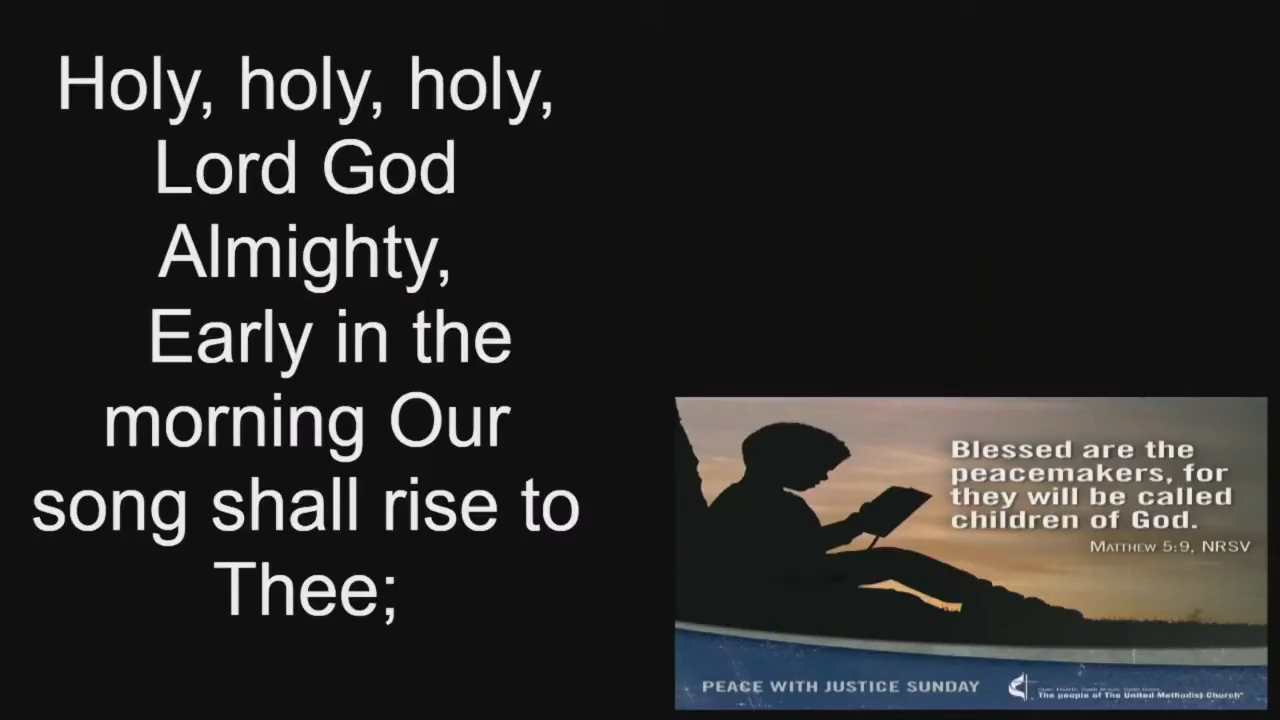 Holy, holy, holy,
Lord God
Almighty,
Early in the
morning Our
song shall rise to
Thee;
Blessed are the
peacemakers, for
they will be called
children of God.
Matthew 5:9, NRSV
PEACE WITH JUSTICE SUNDAY
The people of The United Methodist Church